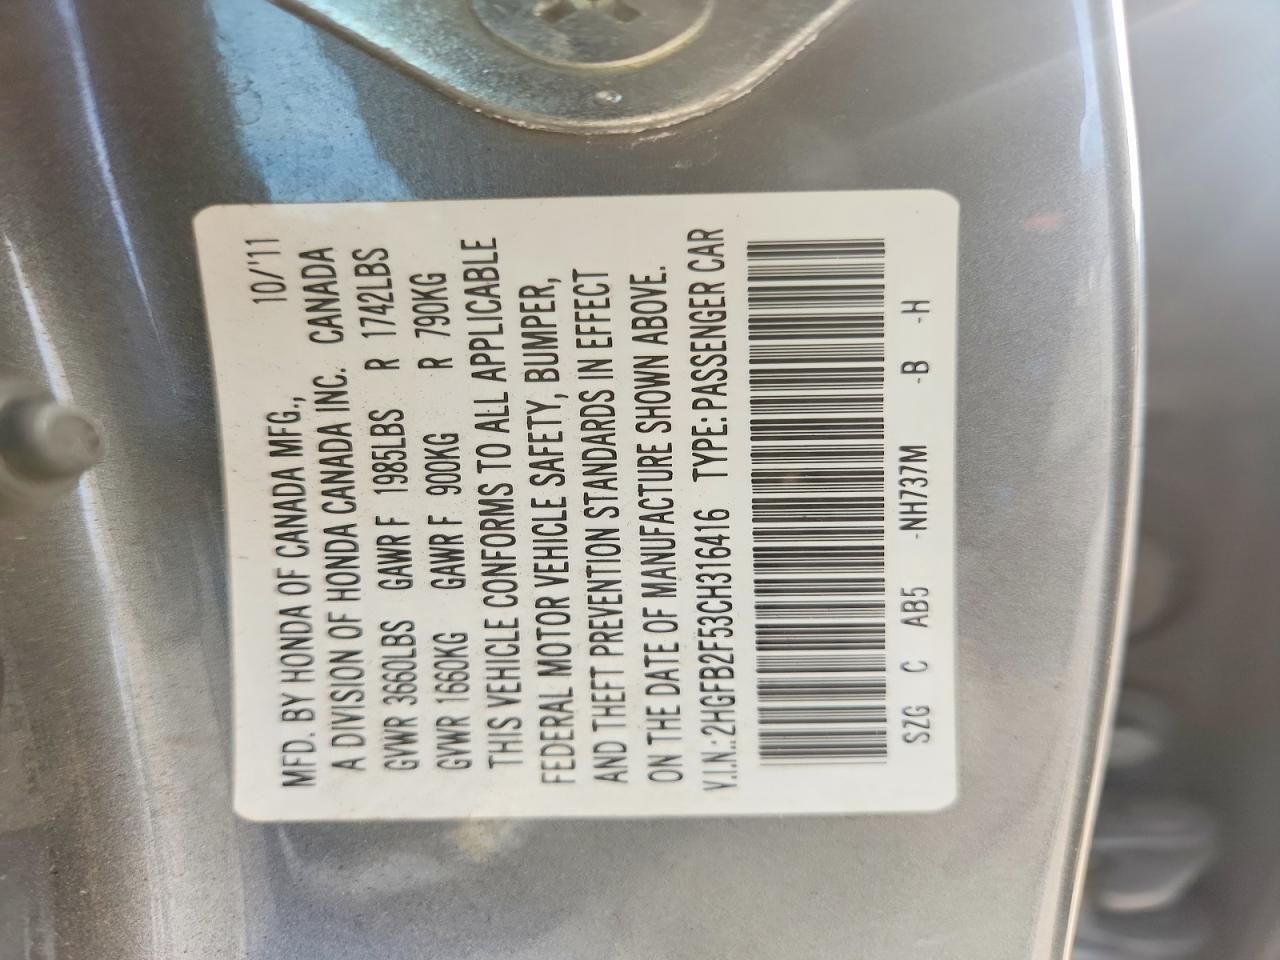 MFD. BY HONDA OF CANADA MFG., 10/'11
A DIVISION OF HONDA CANADA INC. CANADA
GVWR 3660LBS GAWR F 1985LBS R 1742LBS
GVWR 1660KG GAWR F 900KG R 790KG
THIS VEHICLE CONFORMS TO ALL APPLICABLE
FEDERAL MOTOR VEHICLE SAFETY, BUMPER,
AND THEFT PREVENTION STANDARDS IN EFFECT
ON THE DATE OF MANUFACTURE SHOWN ABOVE.
V.I.N.:2HGFB2F53CH316416 TYPE:PASSENGER CAR
SZG C AB5 -NH737M -B -H